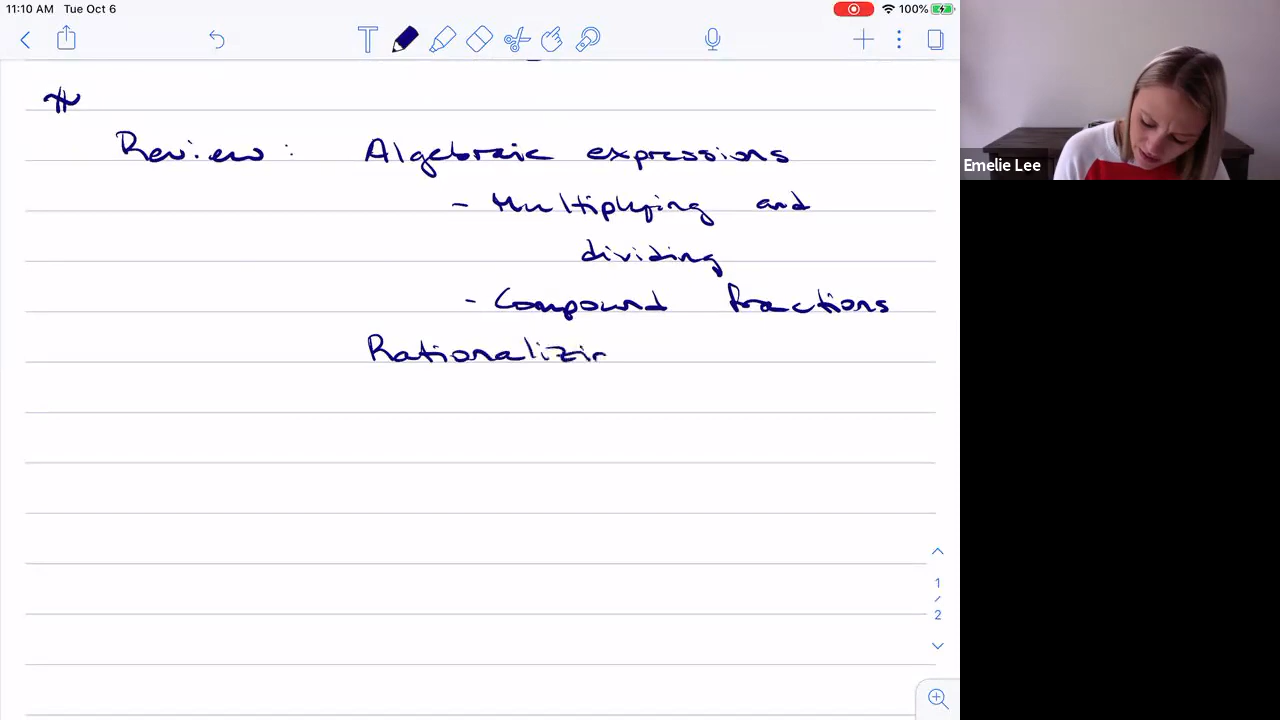 11:10 AM Tue Oct 6
100%
Emelie Lee
Review: Algebraic expressions
- Multiplying and
dividing
- Compound fractions
Rationalizin
1
/
2